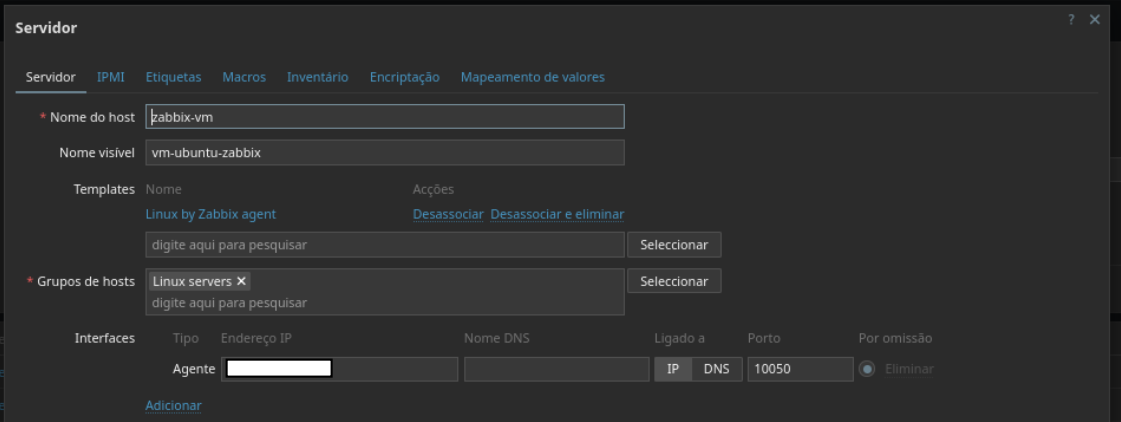 Servidor
? ×
Servidor IPMI Etiquetas Macros Inventário Encriptação Mapeamento de valores
* Nome do host zabbix-vm
Nome visível vm-ubuntu-zabbix
Templates Nome Acções
Linux by Zabbix agent Desassociar Desassociar e eliminar
digite aqui para pesquisar Seleccionar
* Grupos de hosts Linux servers × Seleccionar
digite aqui para pesquisar
Interfaces Tipo Endereço IP Nome DNS Ligado a Porto Por omissão
Agente IP DNS 10050 Eliminar
Adicionar